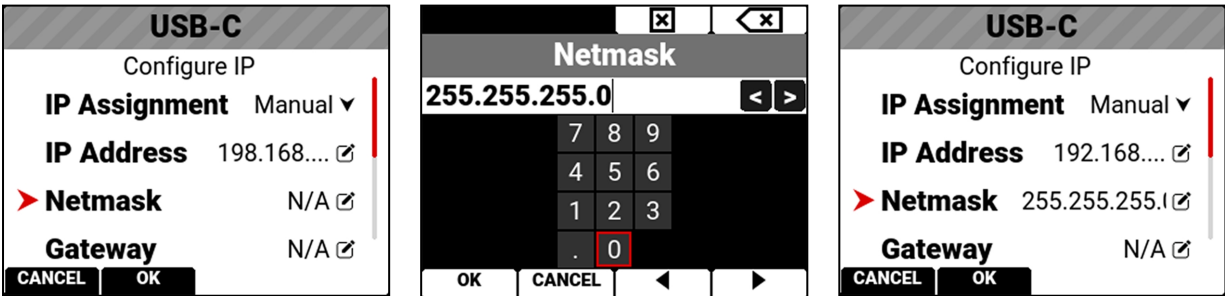 USB-C
Configure IP
IP Assignment Manual
IP Address 198.168....
Netmask N/A
Gateway N/A
CANCEL OK
Netmask
255.255.255.0
< >
7 8 9
4 5 6
1 2 3
. 0
OK CANCEL
USB-C
Configure IP
IP Assignment Manual
IP Address 192.168....
Netmask 255.255.255.
Gateway N/A
CANCEL OK